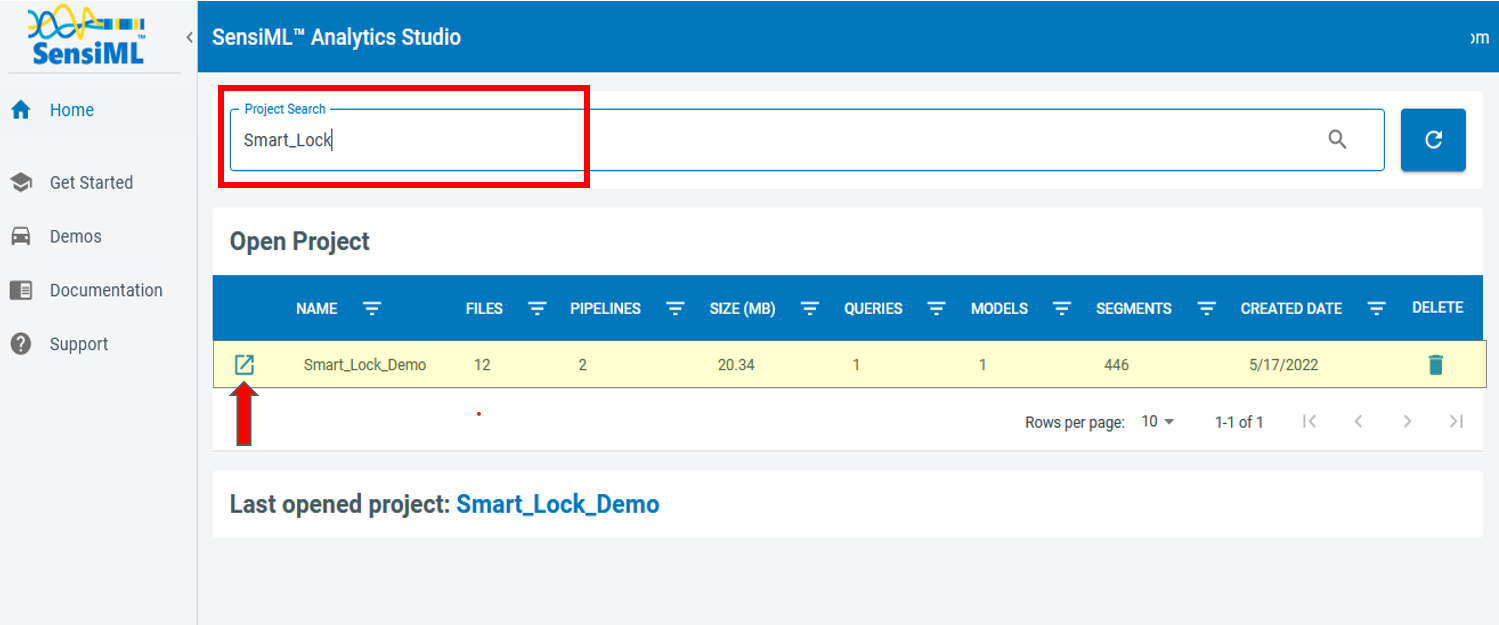 SensiML™
SensiML™ Analytics Studio
om
Home
Get Started
Demos
Documentation
Support
Project Search
Smart_Lock
Open Project
NAME FILES PIPELINES SIZE (MB) QUERIES MODELS SEGMENTS CREATED DATE DELETE
Smart_Lock_Demo 12 2 20.34 1 1 446 5/17/2022
Rows per page: 10 1-1 of 1
Last opened project: Smart_Lock_Demo